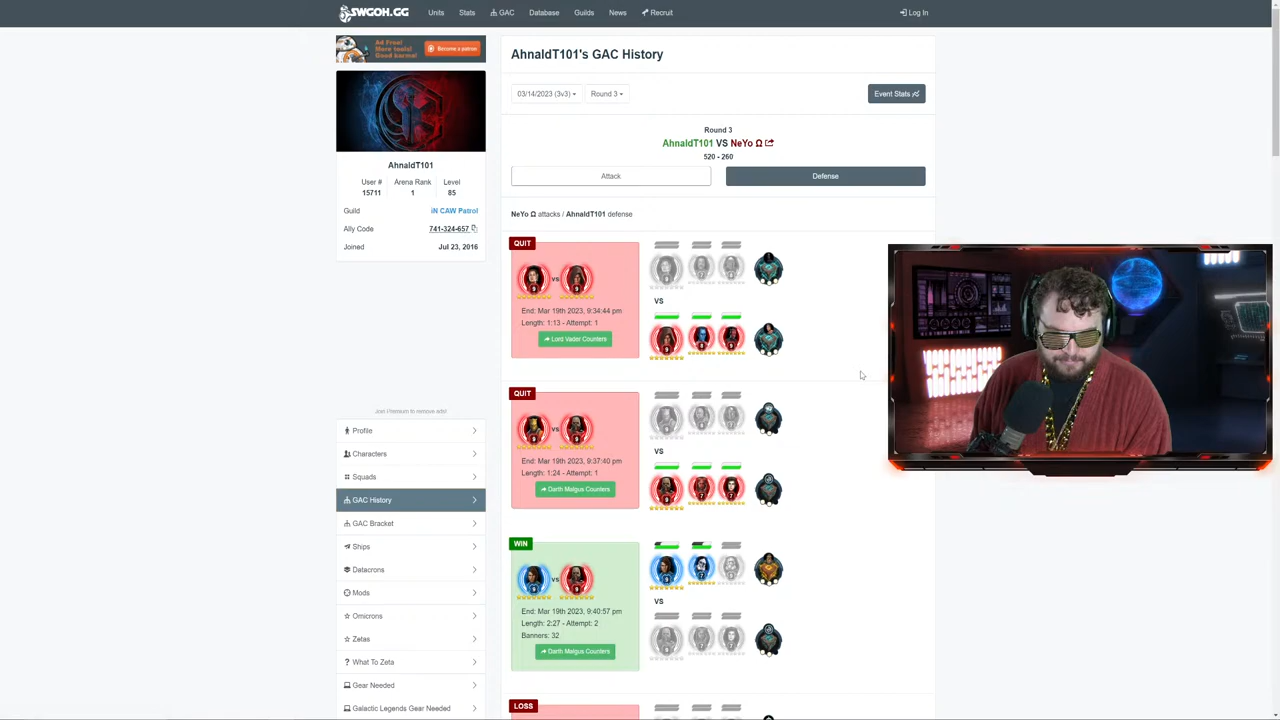 SWGOH.GG
Units
Stats
GAC
Database
Guilds
News
Recruit
Log In
Ad Free!
More tools!
Good karma!
Become a patron
AhnaldT101
User #
Arena Rank
Level
15711
1
85
Guild
iN CAW Patrol
Ally Code
741-324-657
Joined
Jul 23, 2016
Join Premium to remove ads!
Profile
Characters
Squads
GAC History
GAC Bracket
Ships
Datacrons
Mods
Omicrons
Zetas
What To Zeta
Gear Needed
Galactic Legends Gear Needed
AhnaldT101's GAC History
03/14/2023 (3v3)
Round 3
Event Stats
Round 3
AhnaldT101 VS NeYo Ω
520 - 260
Attack
Defense
NeYo Ω attacks / AhnaldT101 defense
QUIT
vs
End: Mar 19th 2023, 9:34:44 pm
Length: 1:13 - Attempt: 1
Lord Vader Counters
VS
QUIT
vs
End: Mar 19th 2023, 9:37:40 pm
Length: 1:24 - Attempt: 1
Darth Malgus Counters
VS
WIN
vs
End: Mar 19th 2023, 9:40:57 pm
Length: 2:27 - Attempt: 2
Banners: 32
Darth Malgus Counters
VS
LOSS